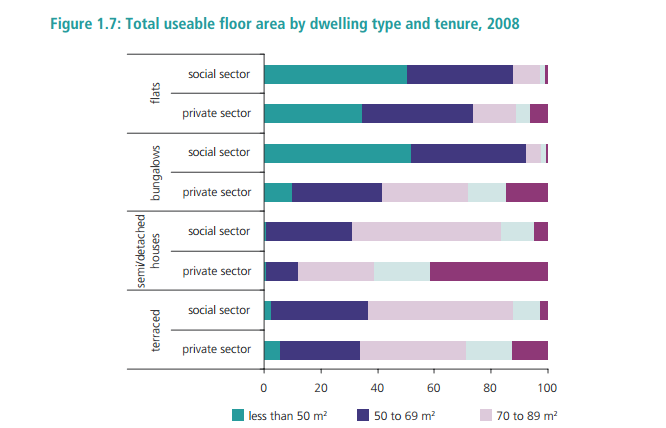 Figure 1.7: Total useable floor area by dwelling type and tenure, 2008
flats
social sector
private sector
bungalows
social sector
private sector
semi/detached
houses
social sector
private sector
terraced
social sector
private sector
0 20 40 60 80 100
less than 50 m² 50 to 69 m² 70 to 89 m²